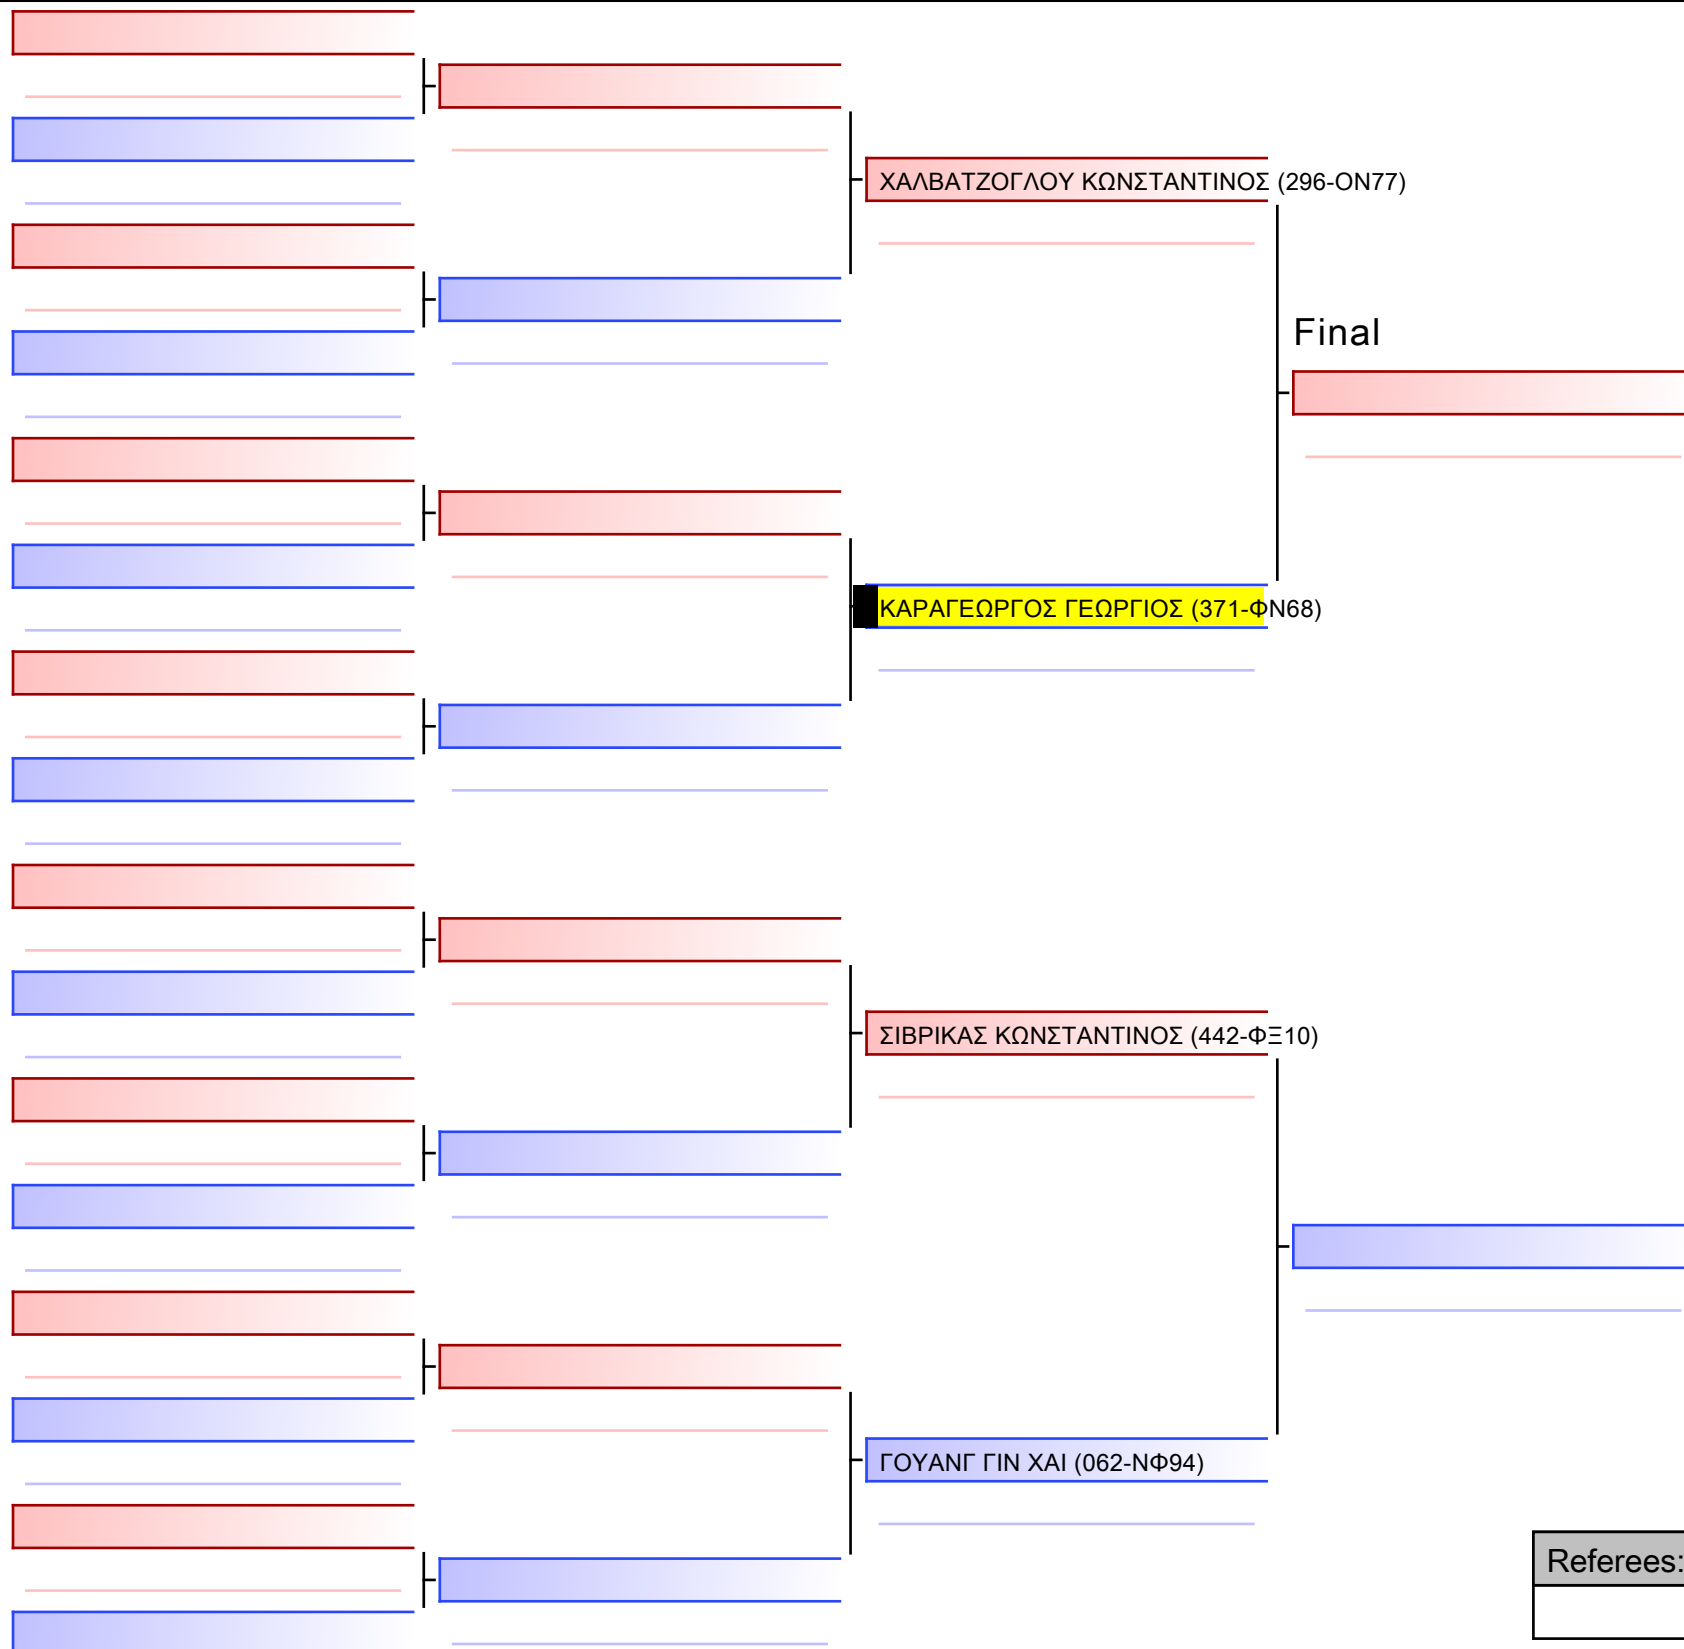 ΧΑΛΒΑΤΖΟΓΛΟΥ ΚΩΝΣΤΑΝΤΙΝΟΣ (296-ΟΝ77)
Final
ΚΑΡΑΓΕΩΡΓΟΣ ΓΕΩΡΓΙΟΣ (371-ΦΝ68)
ΣΙΒΡΙΚΑΣ ΚΩΝΣΤΑΝΤΙΝΟΣ (442-ΦΞ10)
ΓΟΥΑΝΓ ΓΙΝ ΧΑΙ (062-ΝΦ94)
Referees: